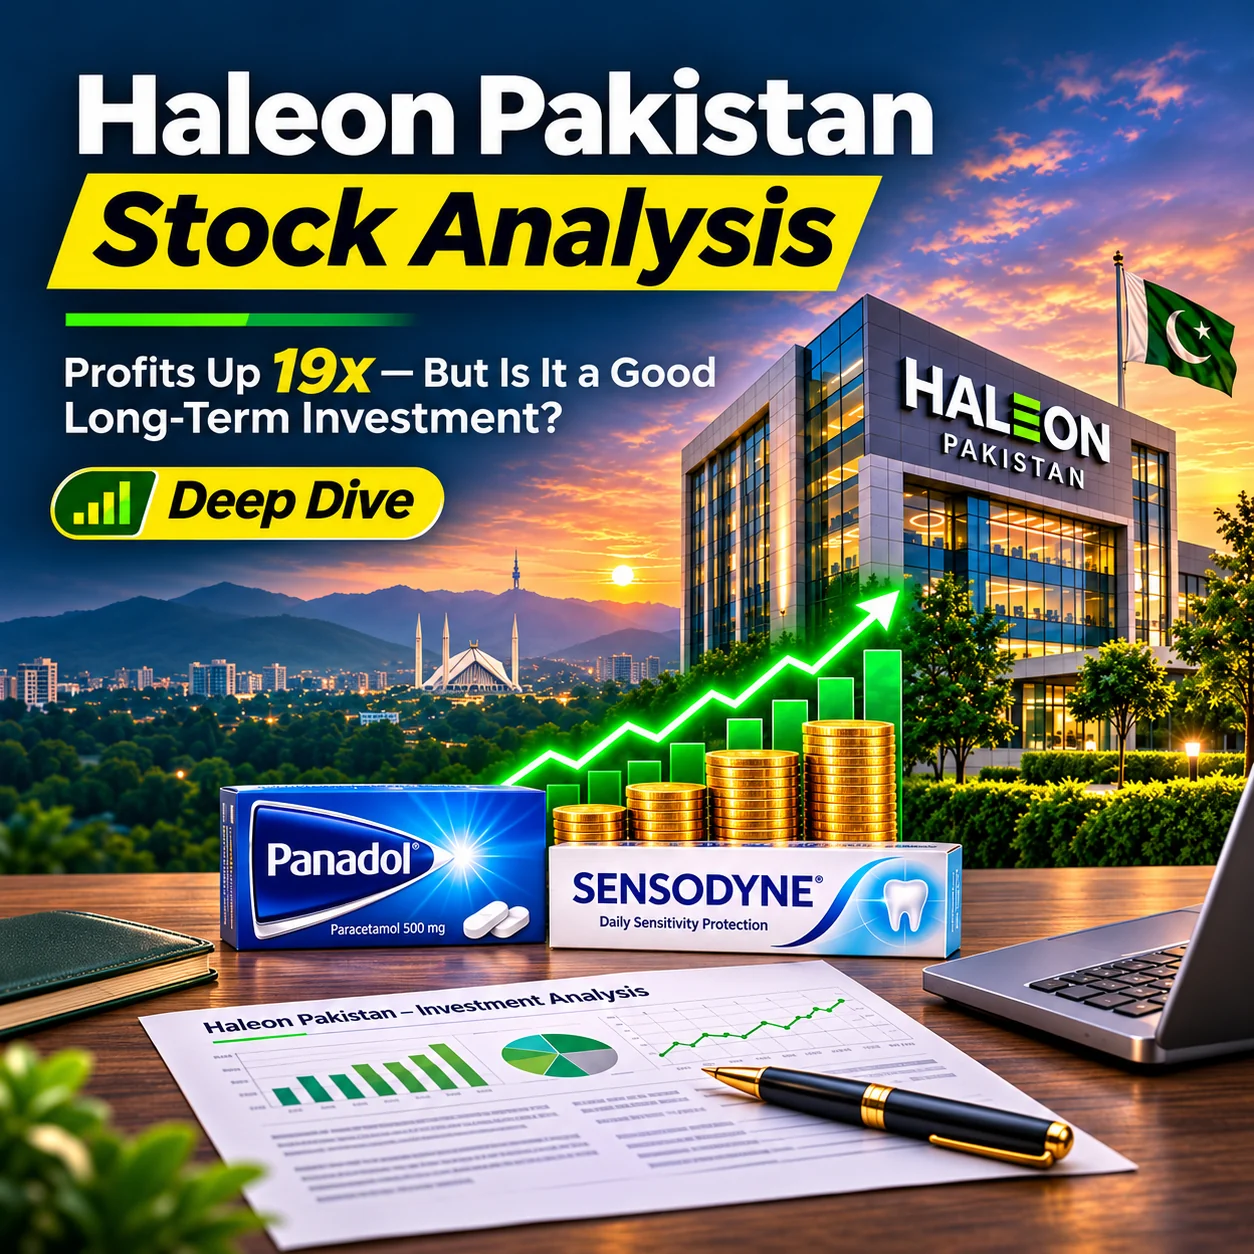 Haleon Pakistan
Stock Analysis
Profits Up 19x — But Is It a Good
Long-Term Investment?
Deep Dive
HALEON
PAKISTAN
Panadol®
Paracetamol 500 mg
SENSODYNE®
Daily Sensitivity Protection
Haleon Pakistan – Investment Analysis